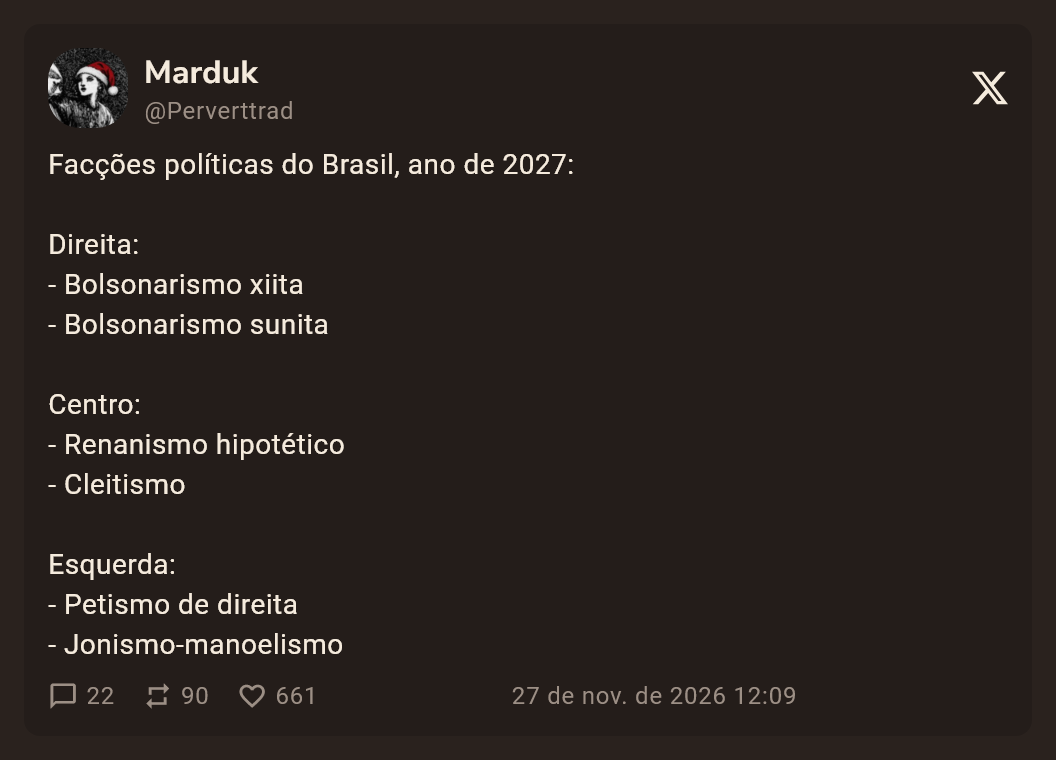 Marduk
@Perverttrad
Facções políticas do Brasil, ano de 2027:
Direita:
- Bolsonarismo xiita
- Bolsonarismo sunita
Centro:
- Renanismo hipotético
- Cleitismo
Esquerda:
- Petismo de direita
- Jonismo-manoelismo
22 90 661 27 de nov. de 2026 12:09